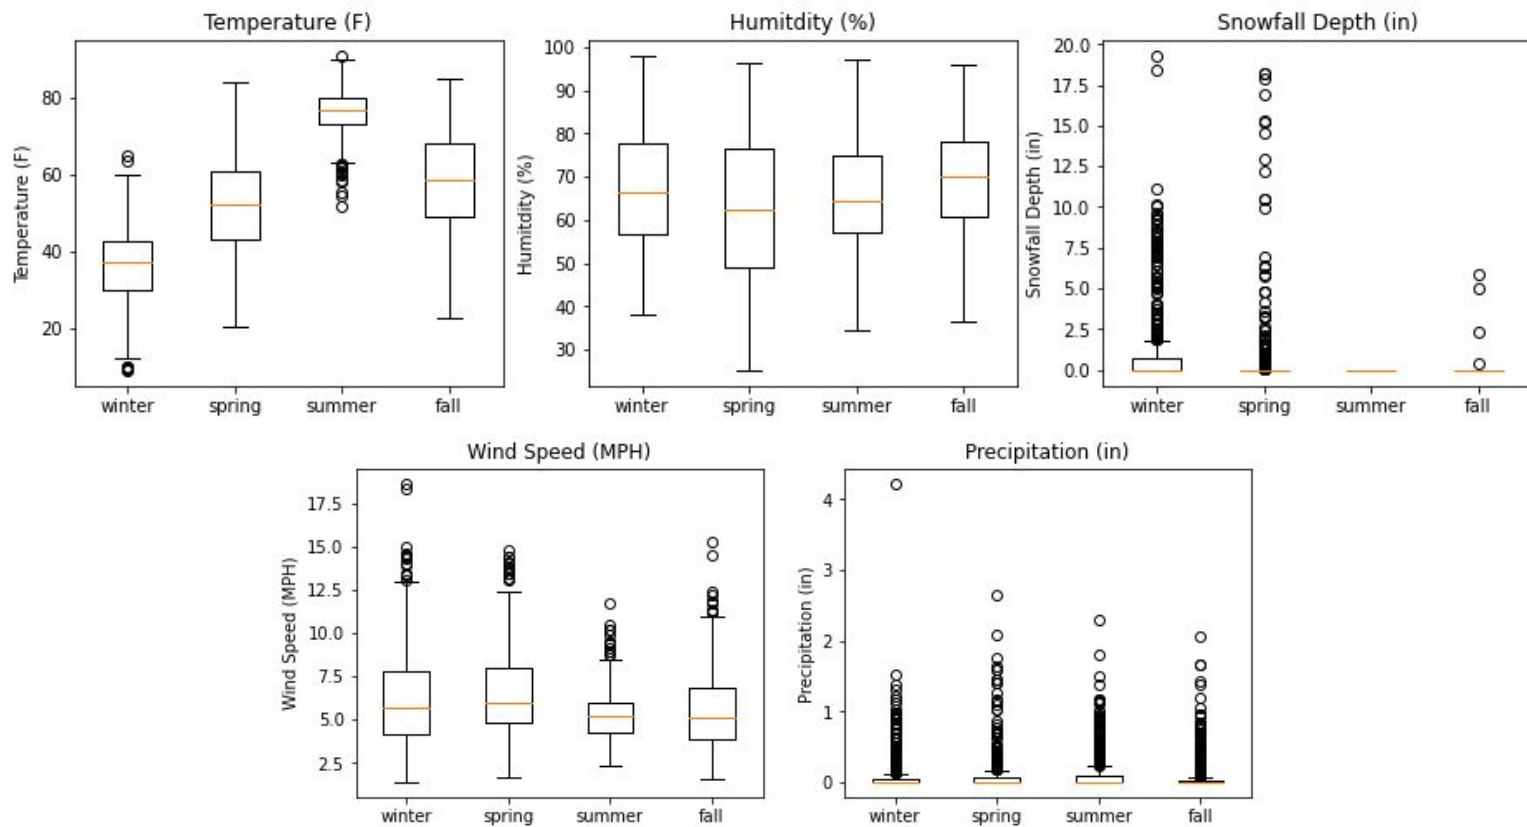 Temperature (F)
Temperature (F)
80
60
40
20
winter spring summer fall
Humitdity (%)
Humitdity (%)
100
90
80
70
60
50
40
30
winter spring summer fall
Snowfall Depth (in)
Snowfall Depth (in)
20.0
17.5
15.0
12.5
10.0
7.5
5.0
2.5
0.0
winter spring summer fall
Wind Speed (MPH)
Wind Speed (MPH)
17.5
15.0
12.5
10.0
7.5
5.0
2.5
winter spring summer fall
Precipitation (in)
Precipitation (in)
4
3
2
1
0
winter spring summer fall